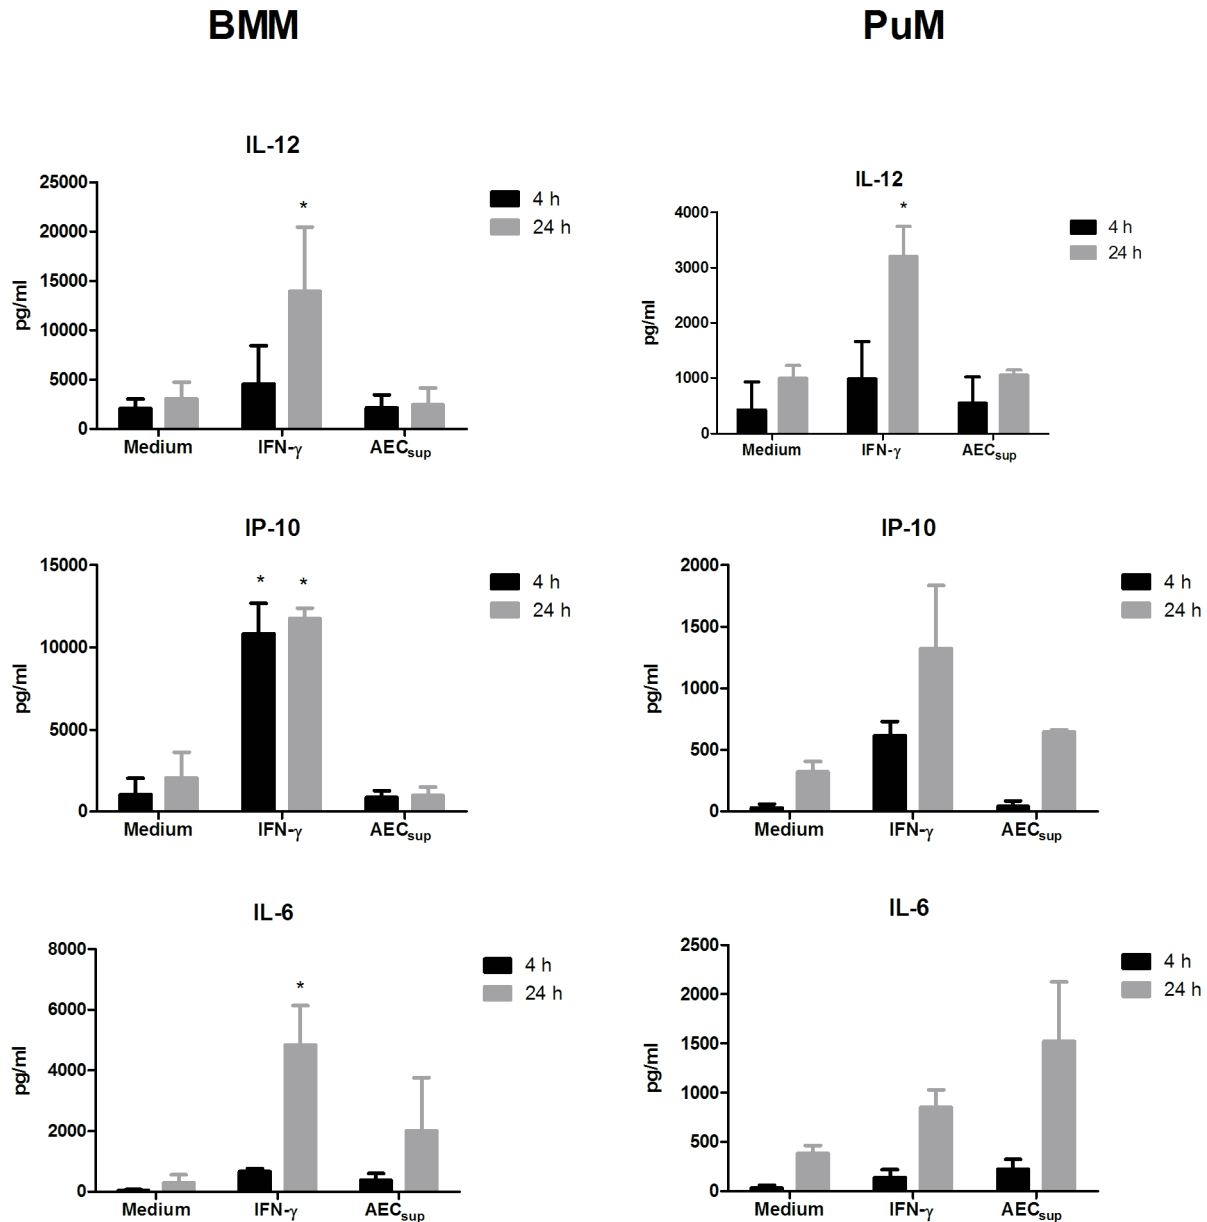 BMM
PuM
IL-12
25000
20000
15000
10000
5000
0
pg/ml
*
4 h
24 h
Medium
IFN-γ
AECsup
IL-12
4000
3000
2000
1000
0
pg/ml
*
4 h
24 h
Medium
IFN-γ
AECsup
IP-10
15000
10000
5000
0
pg/ml
* *
4 h
24 h
Medium
IFN-γ
AECsup
IP-10
2000
1500
1000
500
0
pg/ml
4 h
24 h
Medium
IFN-γ
AECsup
IL-6
8000
6000
4000
2000
0
pg/ml
*
4 h
24 h
Medium
IFN-γ
AECsup
IL-6
2500
2000
1500
1000
500
0
pg/ml
4 h
24 h
Medium
IFN-γ
AECsup